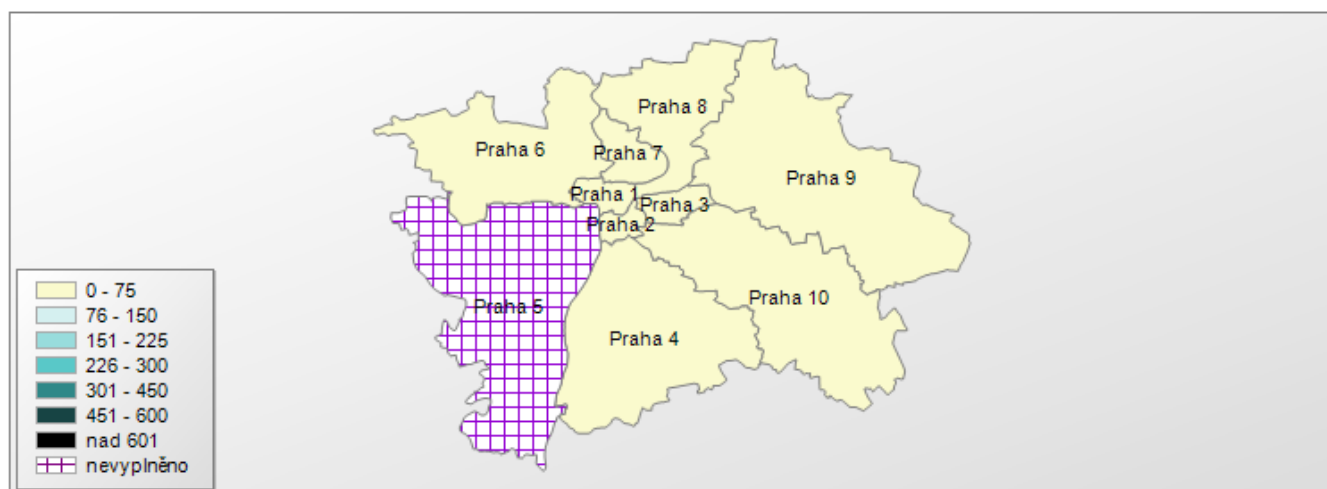 Praha 8
Praha 6
Praha 7
Praha 9
Praha 1
Praha 3
Praha 2
Praha 5
Praha 10
Praha 4
0 - 75
76 - 150
151 - 225
226 - 300
301 - 450
451 - 600
nad 601
nevyplněno